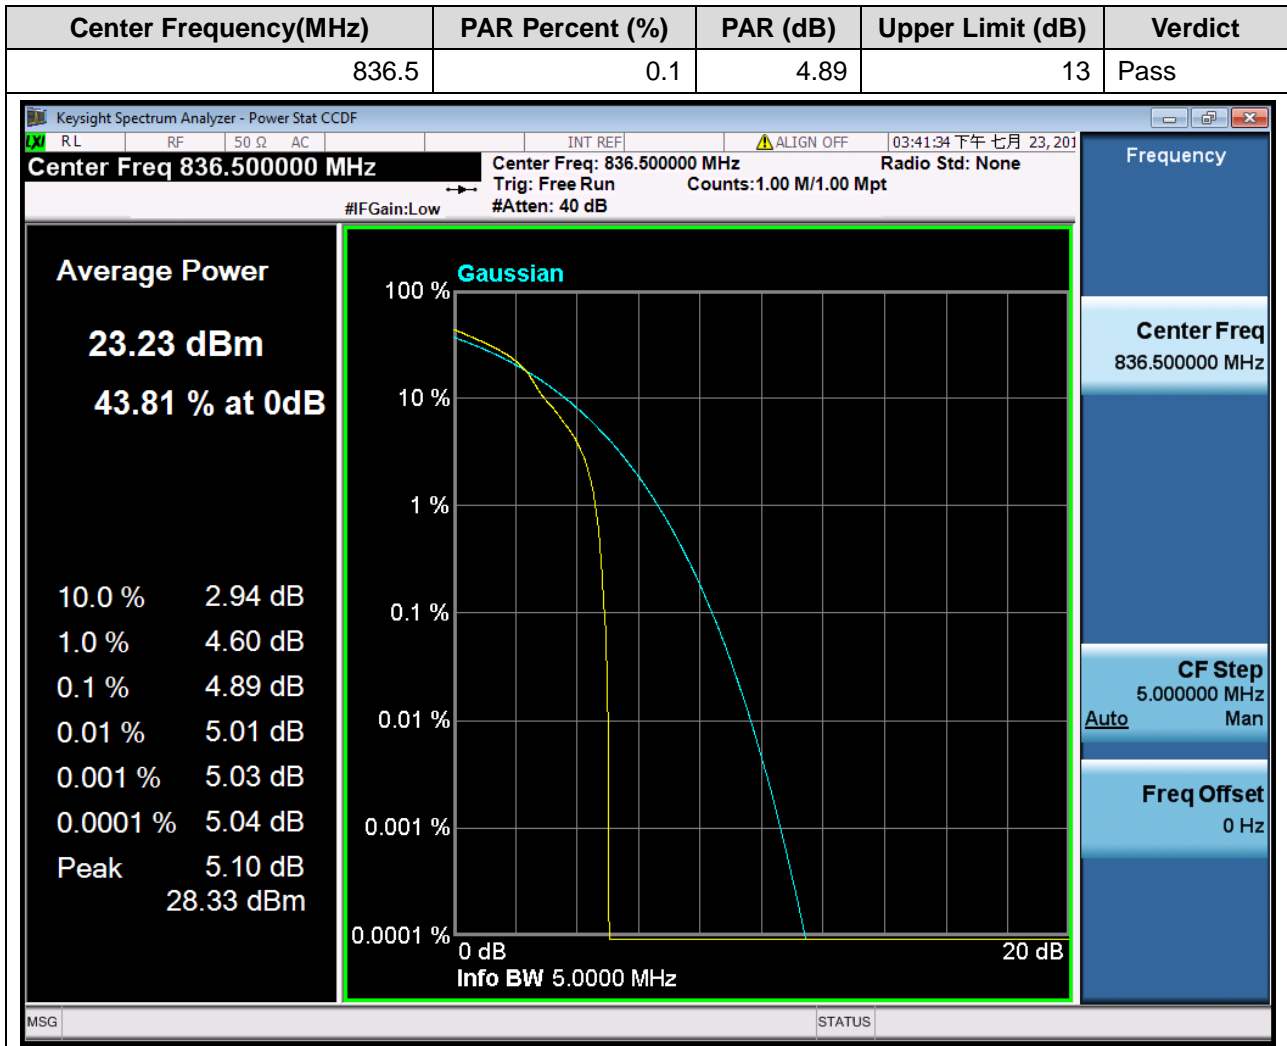 Center Frequency(MHz) PAR Percent (%) PAR (dB) Upper Limit (dB) Verdict
836.5 0.1 4.89 13 Pass
Keysight Spectrum Analyzer - Power Stat CCDF
LXI RL RF 50 Ω AC INT REF ALIGN OFF 03:41:34 下午 七月 23, 201
Center Freq 836.500000 MHz
Center Freq: 836.500000 MHz Radio Std: None
Trig: Free Run Counts:1.00 M/1.00 Mpt
#IFGain:Low #Atten: 40 dB
Average Power
23.23 dBm
43.81 % at 0dB
10.0 % 2.94 dB
1.0 % 4.60 dB
0.1 % 4.89 dB
0.01 % 5.01 dB
0.001 % 5.03 dB
0.0001 % 5.04 dB
Peak 5.10 dB
28.33 dBm
Gaussian
100 %
10 %
1 %
0.1 %
0.01 %
0.001 %
0.0001 %
0 dB 20 dB
Info BW 5.0000 MHz
Frequency
Center Freq
836.500000 MHz
CF Step
5.000000 MHz
Auto Man
Freq Offset
0 Hz
MSG STATUS